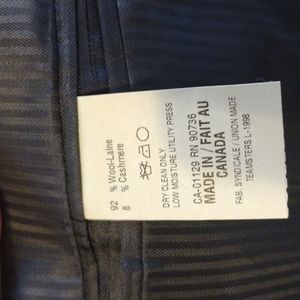 92 % Wool-Laine
8 % Cashmere
DRY CLEAN ONLY
LOW MOISTURE UTILITY PRESS
CA-01129 RN 90736
MADE IN / FAIT AU
CANADA
FAB. SYNDICALE / UNION MADE
TEAMSTERS L-1998